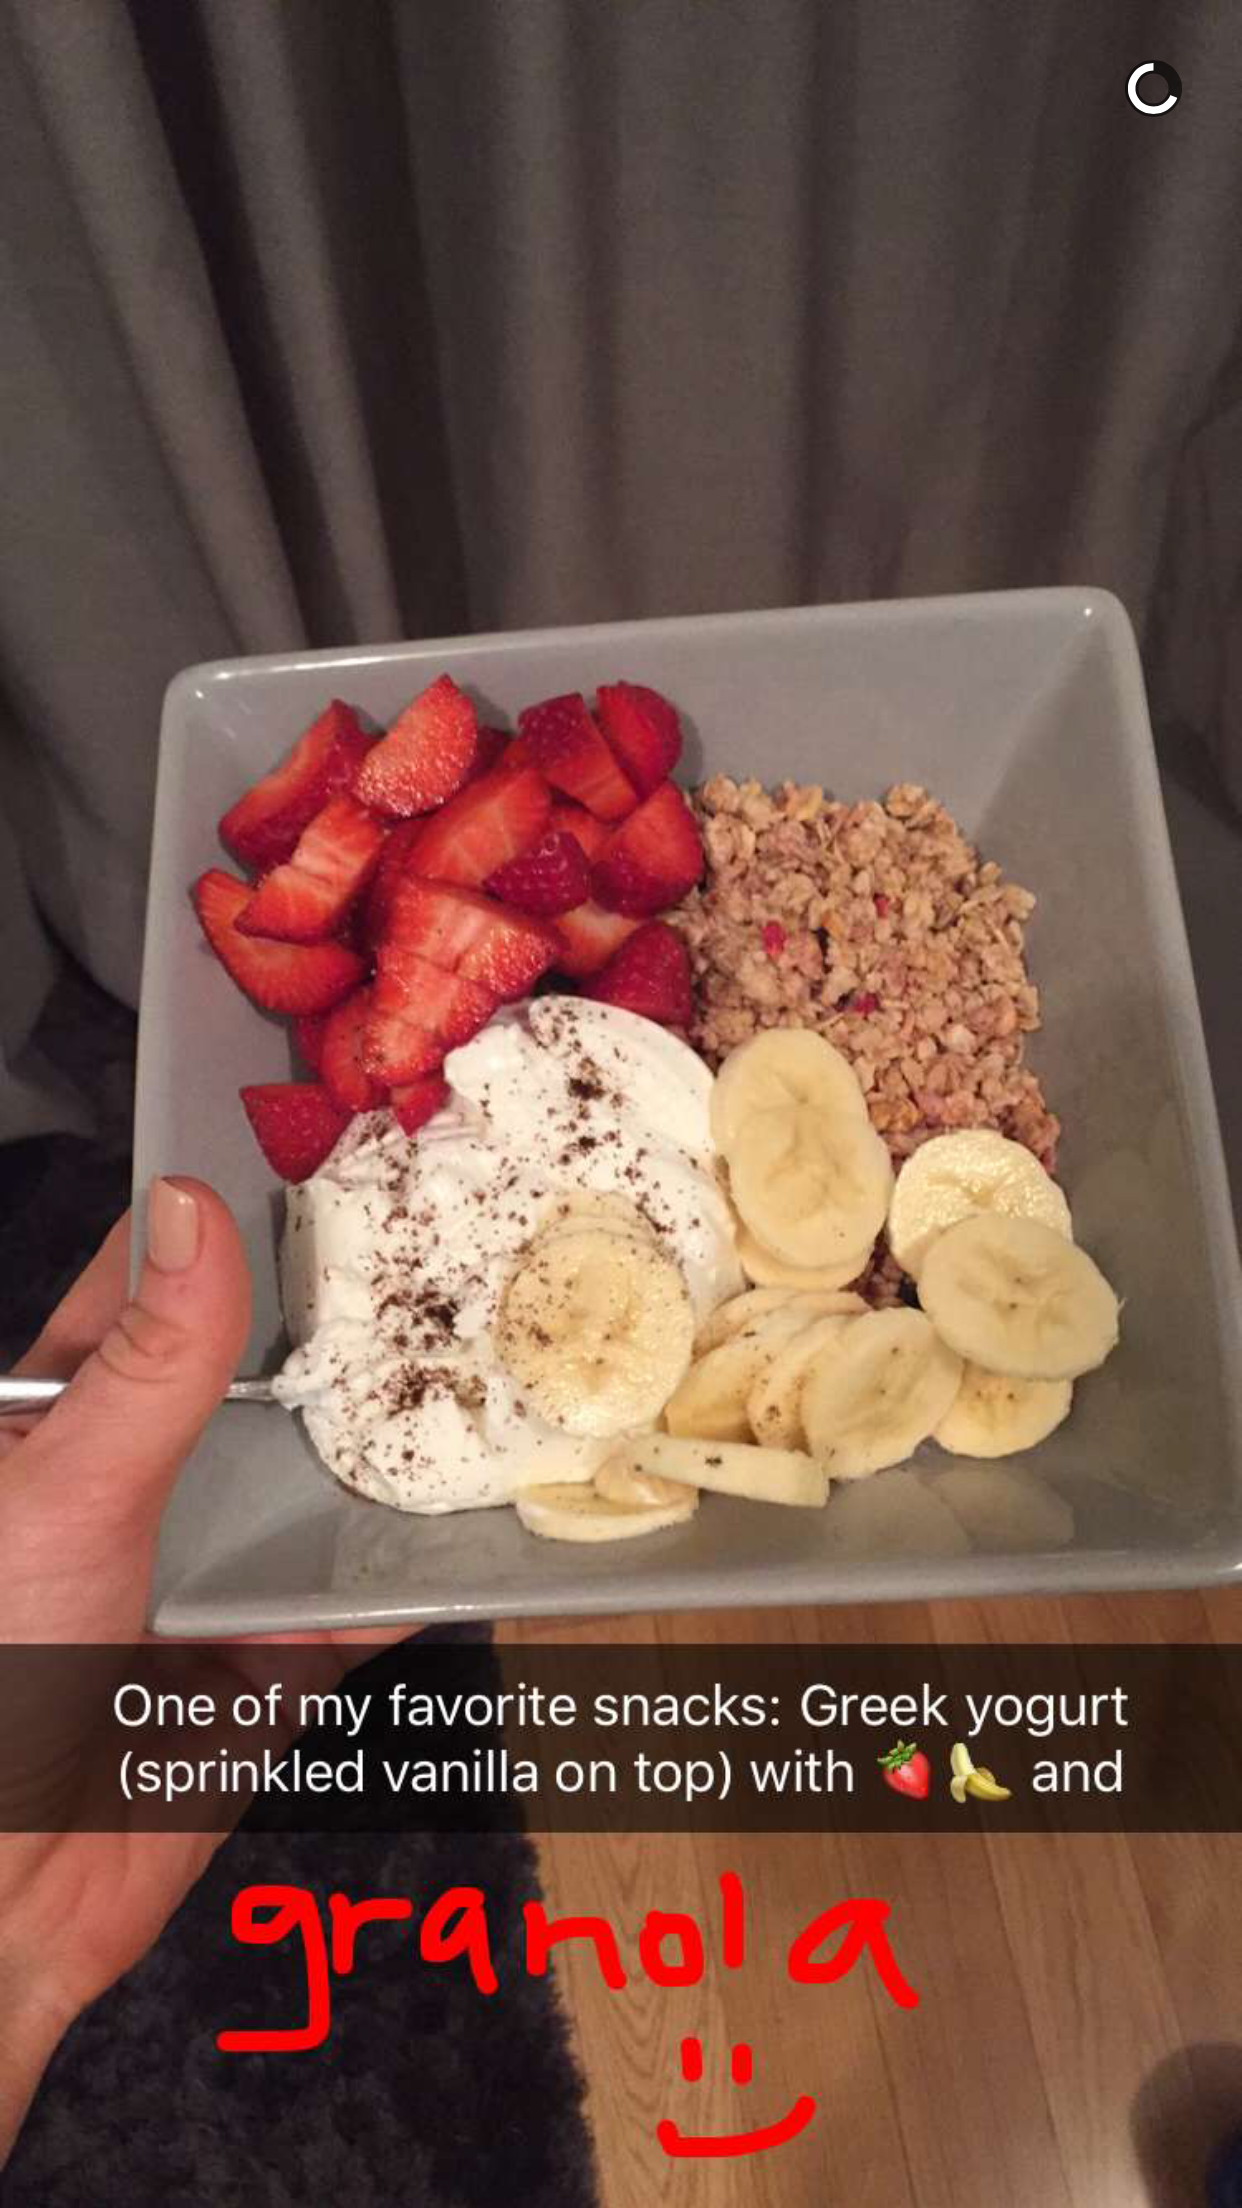 One of my favorite snacks: Greek yogurt
(sprinkled vanilla on top) with 🍓🍌 and
granola